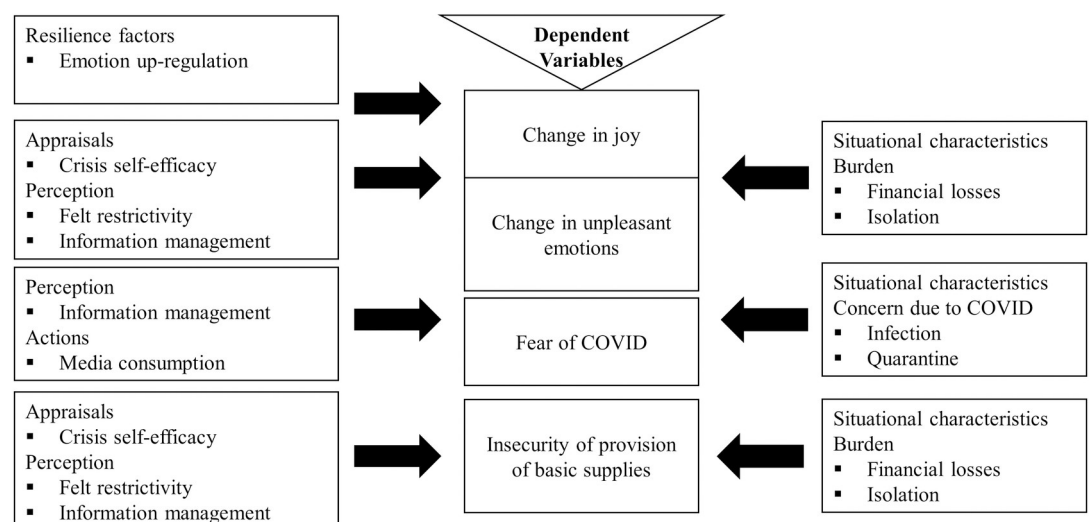 Resilience factors
▪ Emotion up-regulation
Appraisals
▪ Crisis self-efficacy
Perception
▪ Felt restrictivity
▪ Information management
Perception
▪ Information management
Actions
▪ Media consumption
Appraisals
▪ Crisis self-efficacy
Perception
▪ Felt restrictivity
▪ Information management
Dependent
Variables
Change in joy
Change in unpleasant
emotions
Fear of COVID
Insecurity of provision
of basic supplies
Situational characteristics
Burden
▪ Financial losses
▪ Isolation
Situational characteristics
Concern due to COVID
▪ Infection
▪ Quarantine
Situational characteristics
Burden
▪ Financial losses
▪ Isolation